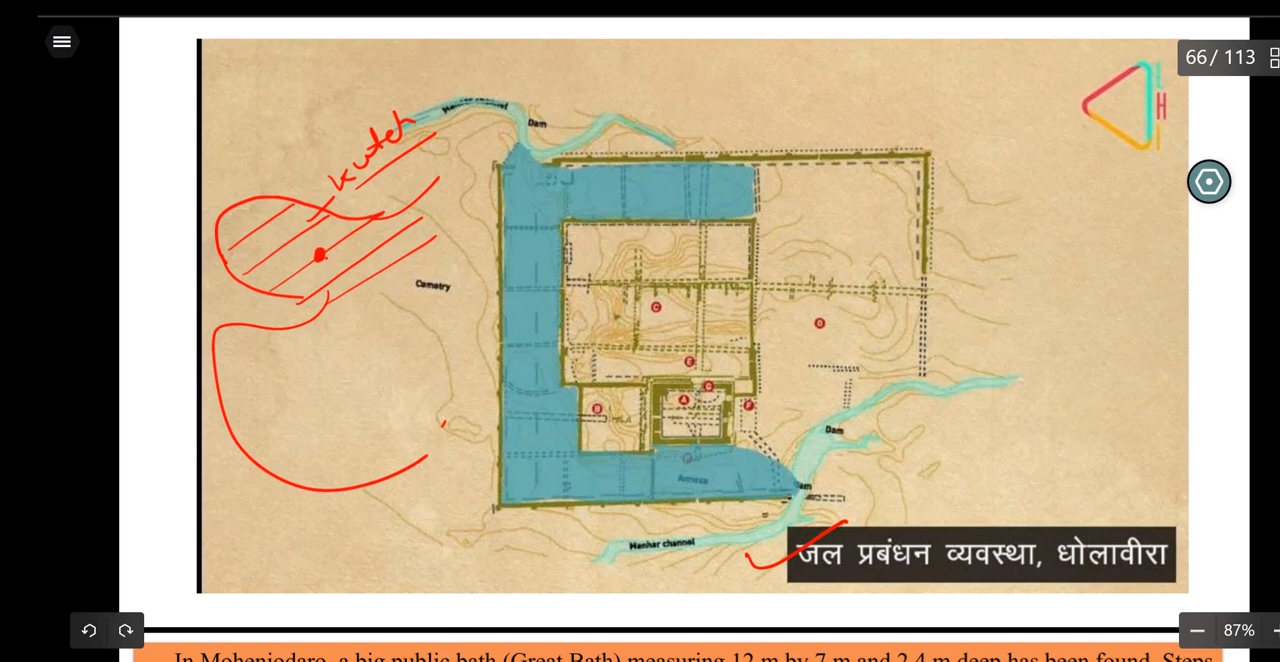 66 / 113
H
Manhar channel
Dam
Kutch
Cemetry
C
D
E
G
A
B
F
Annexe
Dam
Dam
Manhar channel
जल प्रबंधन व्यवस्था, धोलावीरा
87%
In Mohenjodaro, a big public bath (Great Bath) measuring 12 m by 7 m and 2.4 m deep has been found. Steps